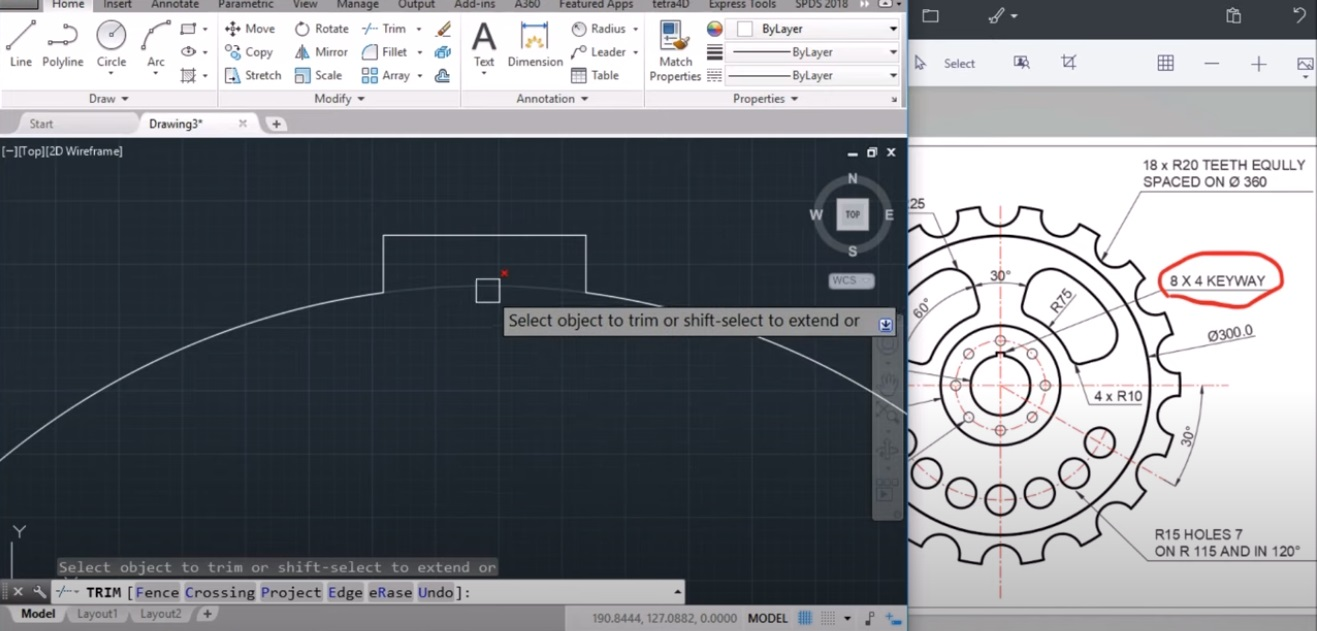 Home Insert Annotate Parametric View Manage Output Add-ins A360 Featured Apps tetra4D Express Tools SPDS 2018
Line
Polyline
Circle
Arc
Move
Rotate
Trim
Copy
Mirror
Fillet
Stretch
Scale
Array
Text
Dimension
Radius
Leader
Table
Match
Properties
ByLayer
ByLayer
ByLayer
Draw
Modify
Annotation
Properties
Select
Start
Drawing3*
[−][Top][2D Wireframe]
N
W
TOP
E
S
WCS
Select object to trim or shift-select to extend or
18 x R20 TEETH EQULLY
SPACED ON Ø 360
25
8 X 4 KEYWAY
30°
60°
R75
Ø300.0
4 x R10
30°
R15 HOLES 7
ON R 115 AND IN 120°
Y
Select object to trim or shift-select to extend or
TRIM [Fence Crossing Project Edge eRase Undo]:
Model Layout1 Layout2 +
190.8444, 127.0882, 0.0000 MODEL